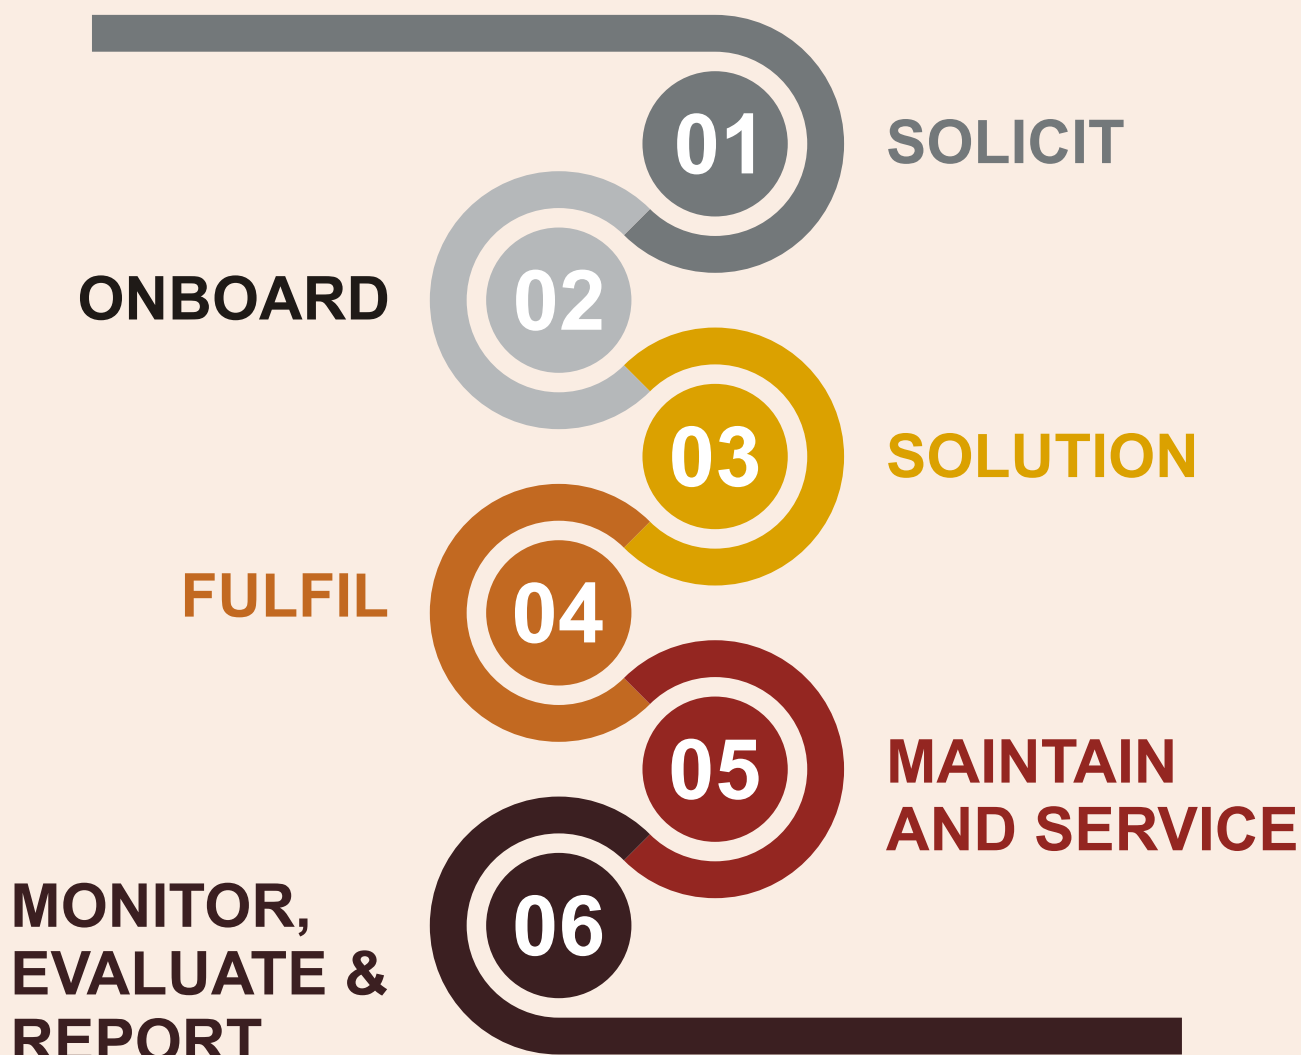 01
SOLICIT
ONBOARD
02
03
SOLUTION
FULFIL
04
05
MAINTAIN
AND SERVICE
06
MONITOR,
EVALUATE &
REPORT